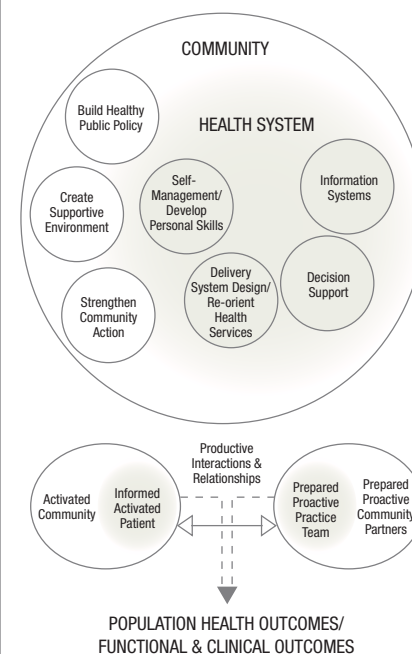 COMMUNITY
Build Healthy
Public Policy
HEALTH SYSTEM
Self-
Management/
Develop
Personal Skills
Information
Systems
Create
Supportive
Environment
Delivery
System Design/
Re-orient
Health
Services
Decision
Support
Strengthen
Community
Action
Productive
Interactions &
Relationships
Activated
Community
Informed
Activated
Patient
Prepared
Proactive
Practice
Team
Prepared
Proactive
Community
Partners
POPULATION HEALTH OUTCOMES/
FUNCTIONAL & CLINICAL OUTCOMES